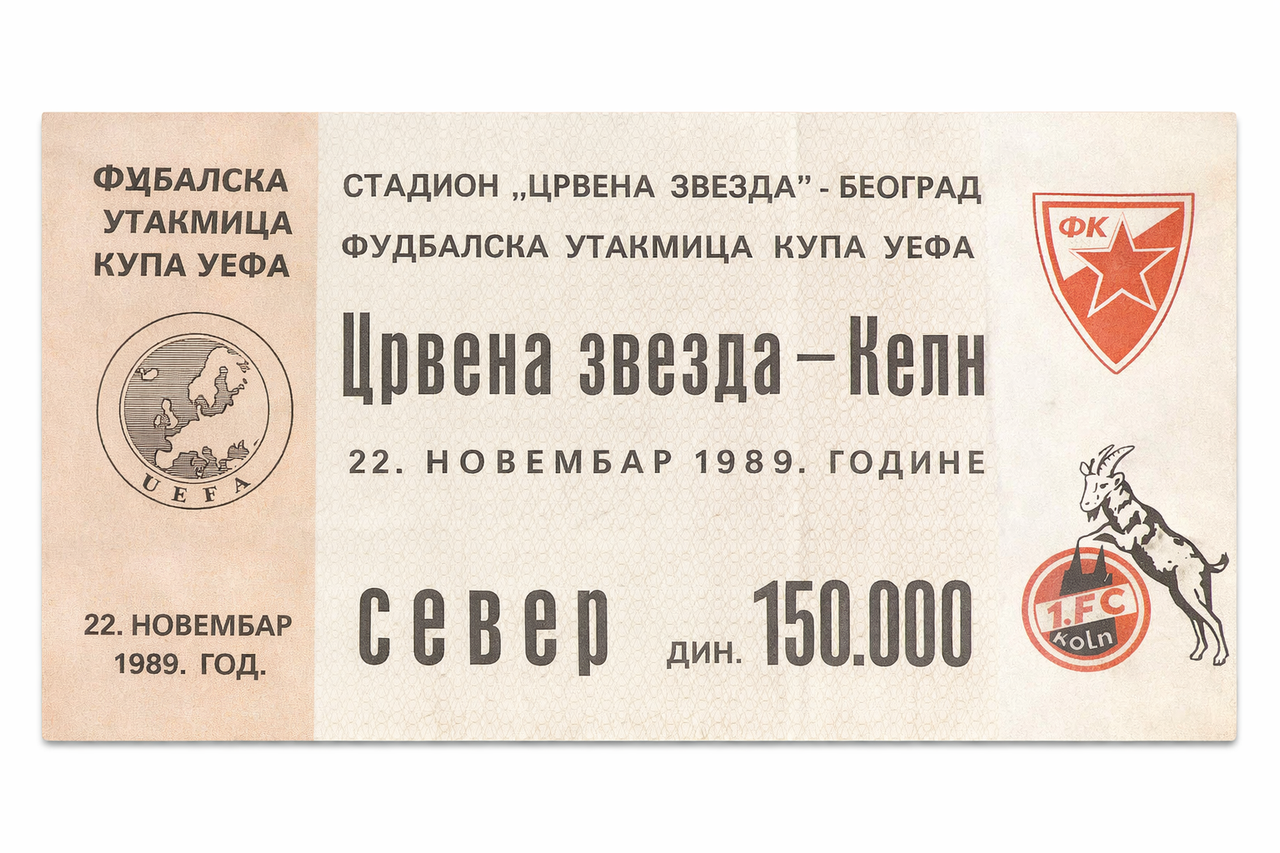 ФУДБАЛСКА
УТАКМИЦА
КУПА УЕФА
UEFA
22. НОВЕМБАР
1989. ГОД.
СТАДИОН „ЦРВЕНА ЗВЕЗДА” - БЕОГРАД
ФУДБАЛСКА УТАКМИЦА КУПА УЕФА
Црвена звезда – Келн
22. НОВЕМБАР 1989. ГОДИНЕ
север дин. 150.000
ФК
1.FC
Köln